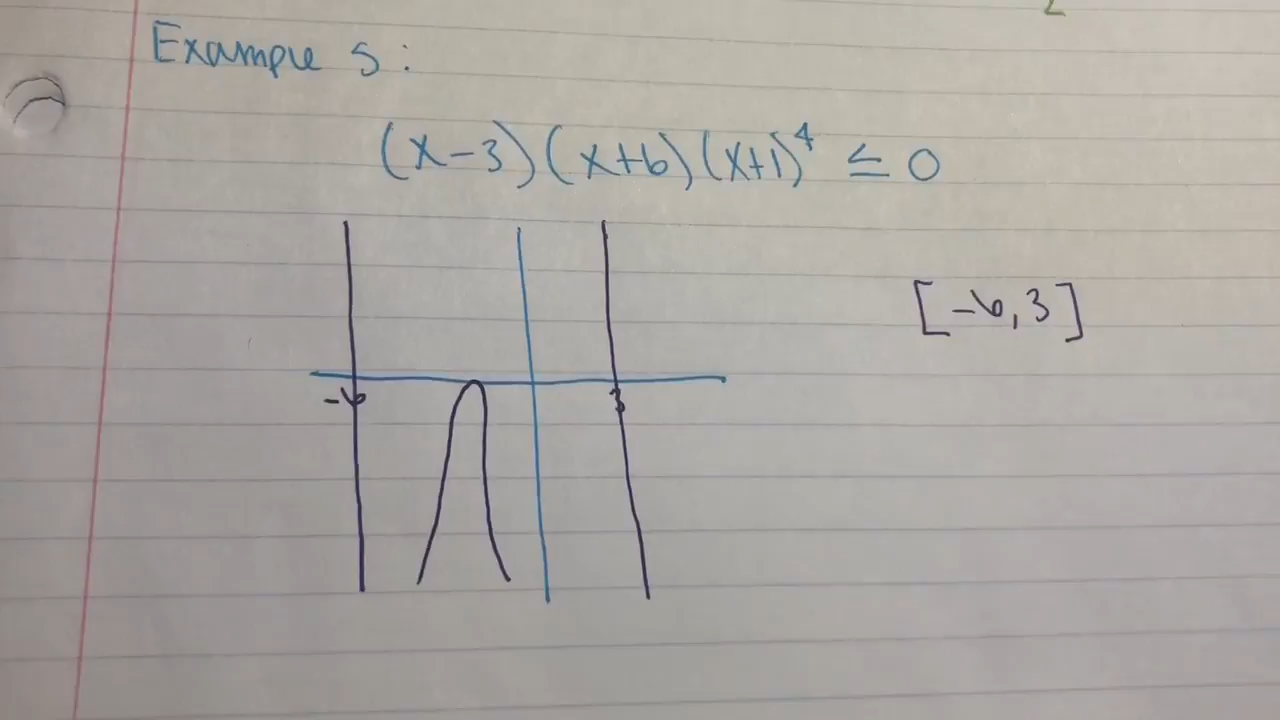 Example 5:
(x-3)(x+6)(x+1)⁴ ≤ 0
[-6,3]
-6 3